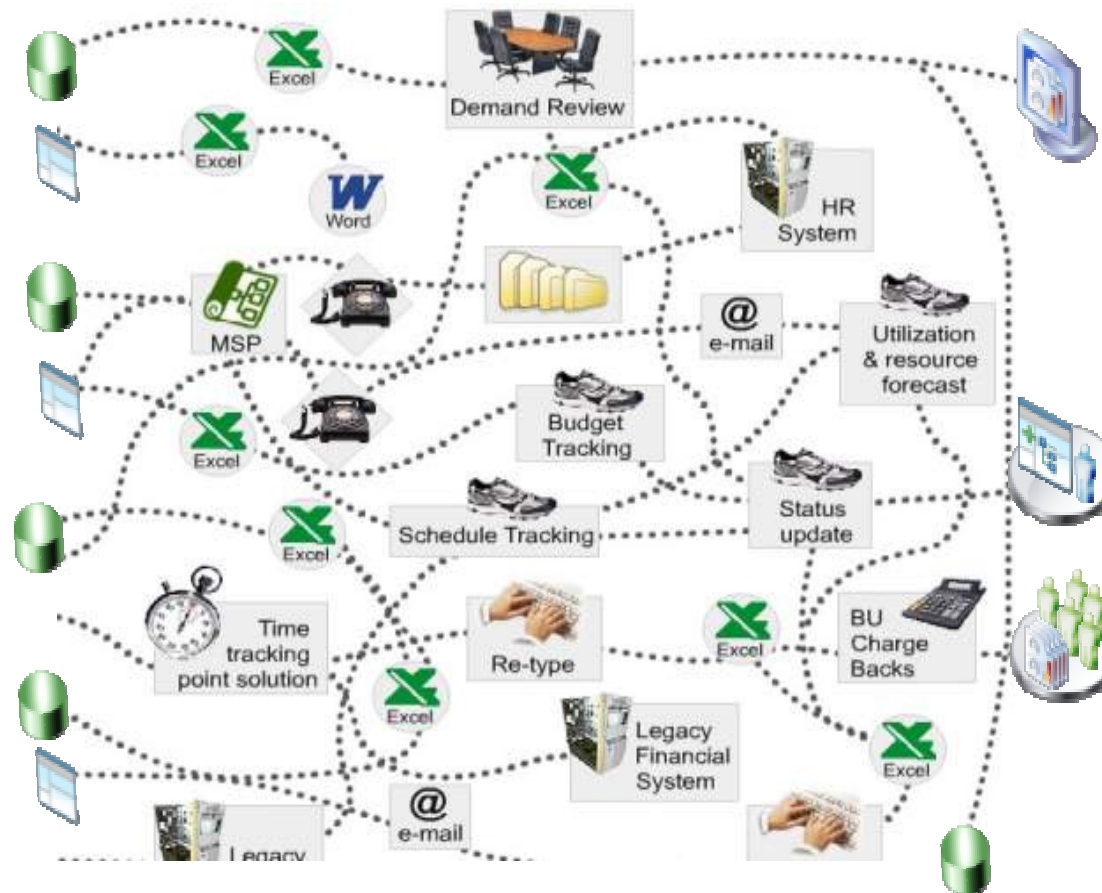 Excel
Demand Review
Excel
Excel
Word
HR
System
MSP
@
e-mail
Utilization
& resource
forecast
Excel
Budget
Tracking
Schedule Tracking
Status
update
Excel
Time
tracking
point solution
Re-type
Excel
BU
Charge
Backs
Excel
Legacy
Financial
System
Excel
@
e-mail
Legacy